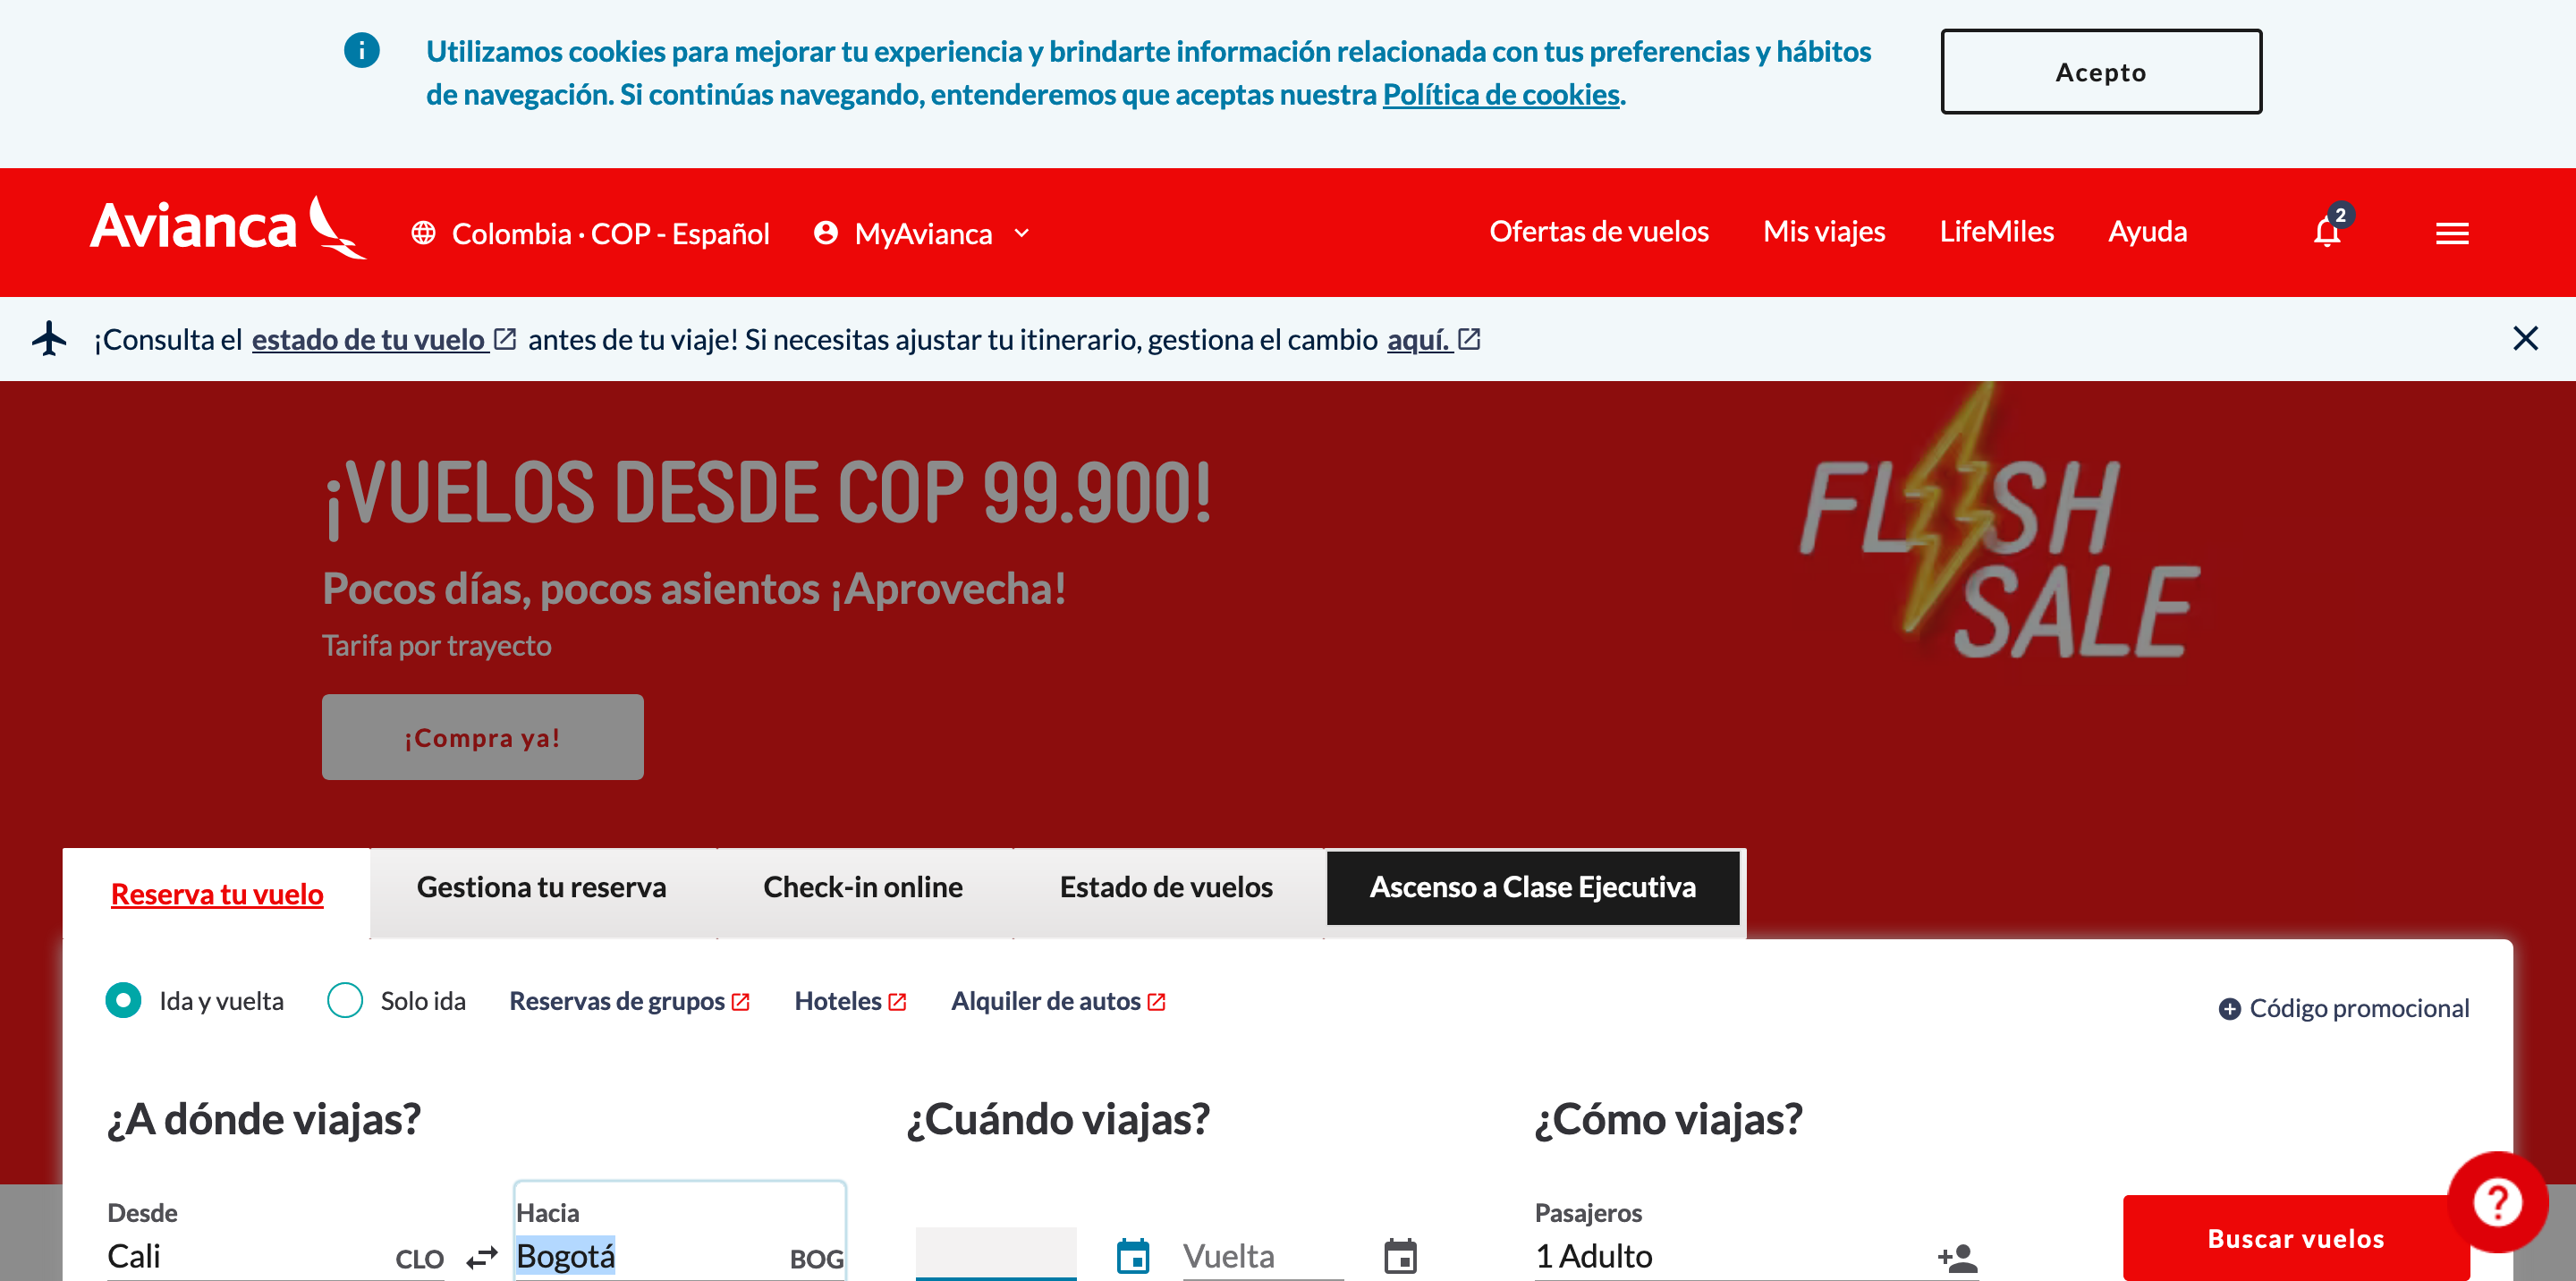 Utilizamos cookies para mejorar tu experiencia y brindarte información relacionada con tus preferencias y hábitos
de navegación. Si continúas navegando, entenderemos que aceptas nuestra Política de cookies.
Acepto
Avianca
Colombia · COP - Español
MyAvianca
Ofertas de vuelos
Mis viajes
LifeMiles
Ayuda
2
¡Consulta el estado de tu vuelo antes de tu viaje! Si necesitas ajustar tu itinerario, gestiona el cambio aquí.
¡VUELOS DESDE COP 99.900!
Pocos días, pocos asientos ¡Aprovecha!
Tarifa por trayecto
¡Compra ya!
FLASH
SALE
Reserva tu vuelo
Gestiona tu reserva
Check-in online
Estado de vuelos
Ascenso a Clase Ejecutiva
Ida y vuelta
Solo ida
Reservas de grupos
Hoteles
Alquiler de autos
Código promocional
¿A dónde viajas?
¿Cuándo viajas?
¿Cómo viajas?
Desde
Cali
CLO
Hacia
Bogotá
BOG
Vuelta
Pasajeros
1 Adulto
Buscar vuelos
?